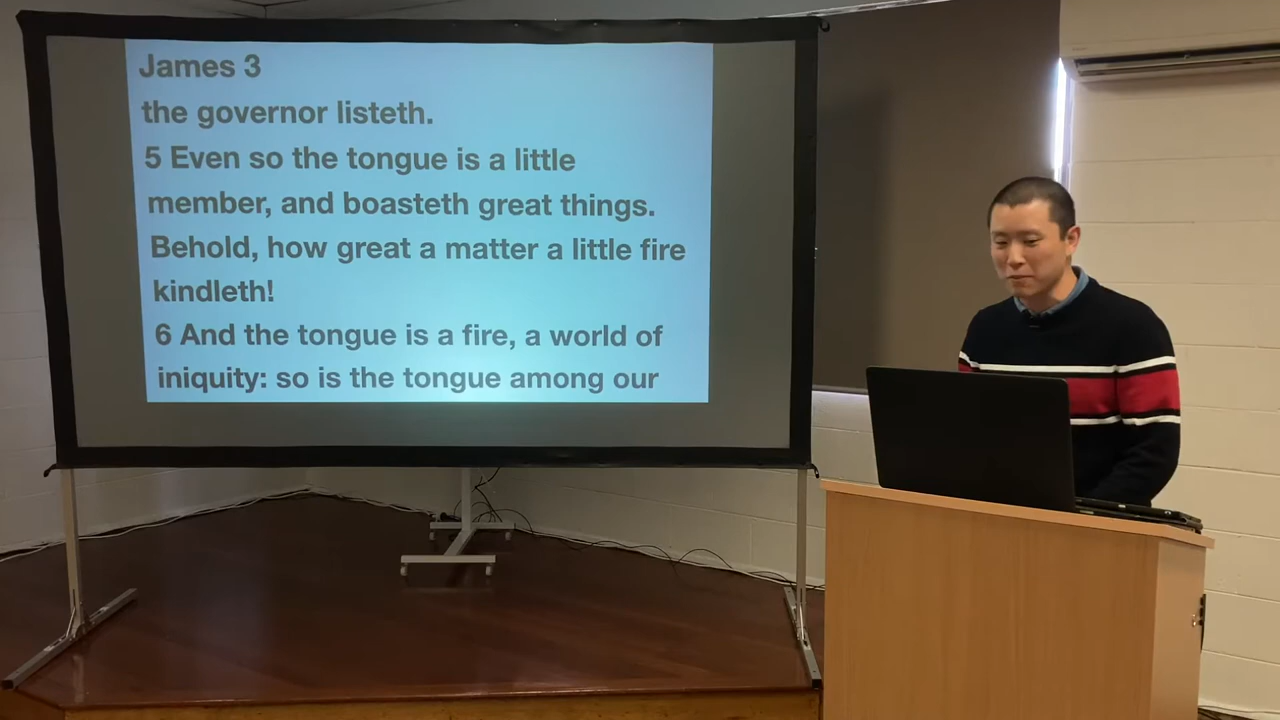 James 3
the governor listeth.
5 Even so the tongue is a little
member, and boasteth great things.
Behold, how great a matter a little fire
kindleth!
6 And the tongue is a fire, a world of
iniquity: so is the tongue among our